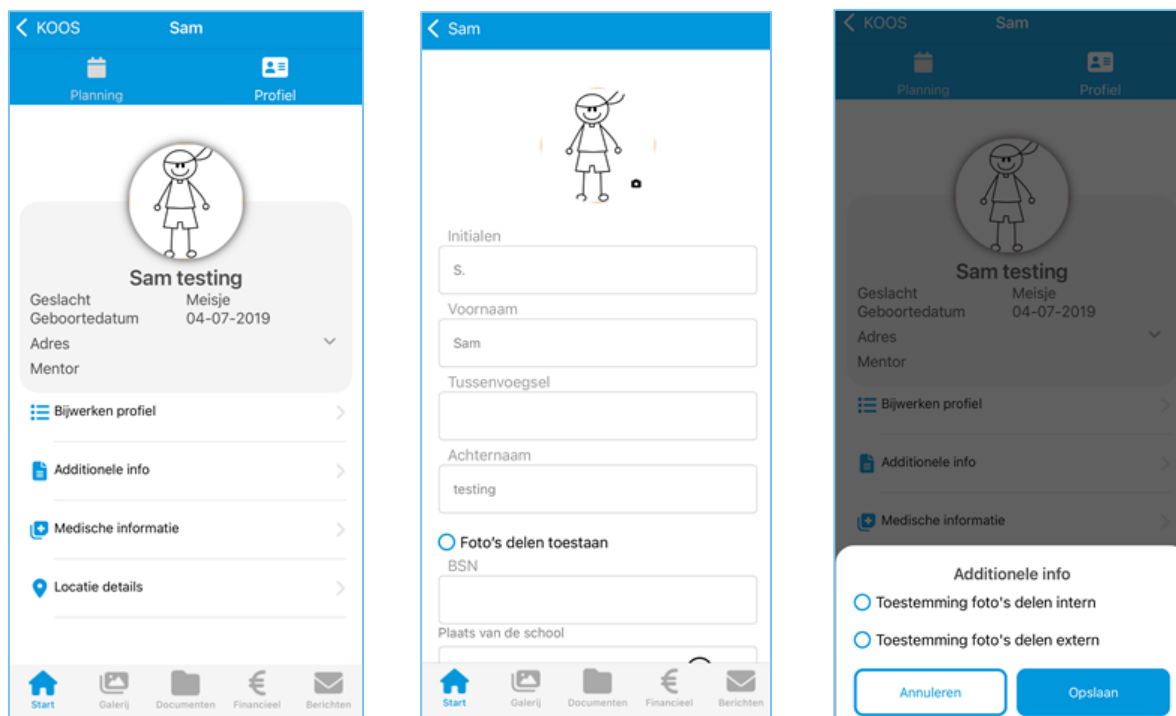 KOOS Sam
Planning Profiel
Sam testing
Geslacht Meisje
Geboortedatum 04-07-2019
Adres
Mentor
Bijwerken profiel
Additionele info
Medische informatie
Locatie details
Start Galerij Documenten Financieel Berichten
Sam
Initialen
S.
Voornaam
Sam
Tussenvoegsel
Achternaam
testing
Foto's delen toestaan
BSN
Plaats van de school
Start Galerij Documenten Financieel Berichten
KOOS Sam
Planning Profiel
Sam testing
Geslacht Meisje
Geboortedatum 04-07-2019
Adres
Mentor
Bijwerken profiel
Additionele info
Medische informatie
Additionele info
Toestemming foto's delen intern
Toestemming foto's delen extern
Annuleren Opslaan